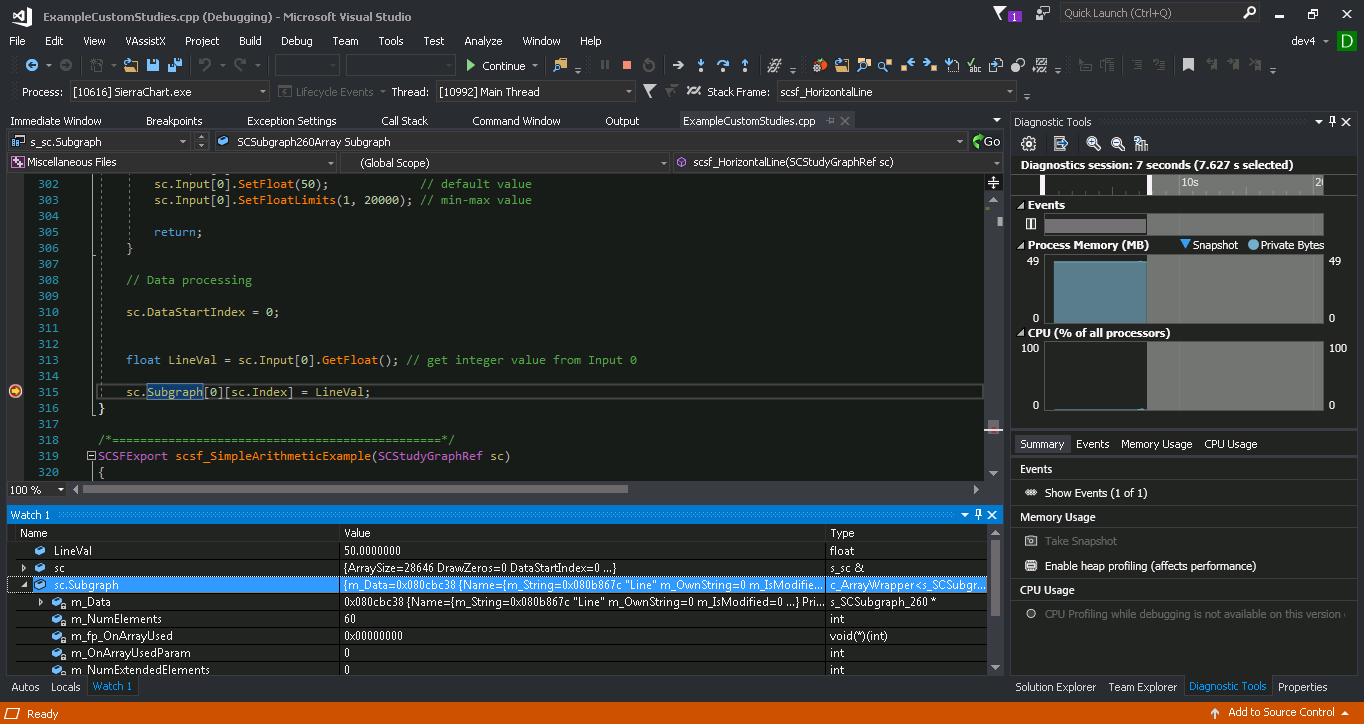 ExampleCustomStudies.cpp (Debugging) - Microsoft Visual Studio
1
Quick Launch (Ctrl+Q)
File Edit View VAssistX Project Build Debug Team Tools Test Analyze Window Help
dev4 D
Continue
Process: [10616] SierraChart.exe Lifecycle Events Thread: [10992] Main Thread Stack Frame: scsf_HorizontalLine
Immediate Window Breakpoints Exception Settings Call Stack Command Window Output ExampleCustomStudies.cpp
s_sc.Subgraph SCSubgraph260Array Subgraph Go
Miscellaneous Files (Global Scope) scsf_HorizontalLine(SCStudyGraphRef sc)
302 sc.Input[0].SetFloat(50); // default value
303 sc.Input[0].SetFloatLimits(1, 20000); // min-max value
304
305 return;
306 }
307
308 // Data processing
309
310 sc.DataStartIndex = 0;
311
312
313 float LineVal = sc.Input[0].GetFloat(); // get integer value from Input 0
314
315 sc.Subgraph[0][sc.Index] = LineVal;
316 }
317
318 /*===============================================*/
319 SCSFExport scsf_SimpleArithmeticExample(SCStudyGraphRef sc)
320 {
100 %
Watch 1
Name Value Type
LineVal 50.0000000 float
sc {ArraySize=28646 DrawZeros=0 DataStartIndex=0 ...} s_sc &
sc.Subgraph {m_Data=0x080cbc38 {Name={m_String=0x080b867c "Line" m_OwnString=0 m_IsModifie... c_ArrayWrapper<s_SCSubgr...
m_Data 0x080cbc38 {Name={m_String=0x080b867c "Line" m_OwnString=0 m_IsModified=0 ...} Pri... s_SCSubgraph_260 *
m_NumElements 60 int
m_fp_OnArrayUsed 0x00000000 void(*)(int)
m_OnArrayUsedParam 0 int
m_NumExtendedElements 0 int
Autos Locals Watch 1
Diagnostic Tools
Diagnostics session: 7 seconds (7.627 s selected)
10s 2
Events
Process Memory (MB) Snapshot Private Bytes
49 49
0 0
CPU (% of all processors)
100 100
0 0
Summary Events Memory Usage CPU Usage
Events
Show Events (1 of 1)
Memory Usage
Take Snapshot
Enable heap profiling (affects performance)
CPU Usage
CPU Profiling while debugging is not available on this version
Solution Explorer Team Explorer Diagnostic Tools Properties
Ready
Add to Source Control